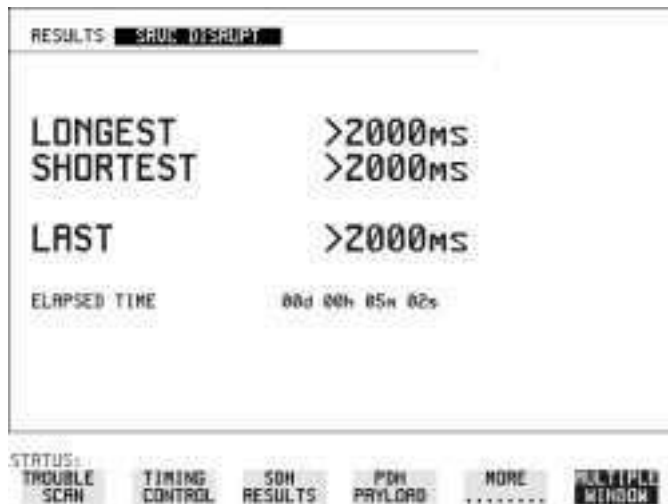 RESULTS SRVC DISRUPT
LONGEST >2000ms
SHORTEST >2000ms
LAST >2000ms
ELAPSED TIME 00d 00h 05m 02s
STATUS:
TROUBLE SCAN
TIMING CONTROL
SDH RESULTS
PDH PAYLOAD
MORE ........
MULTIPLE WINDOW